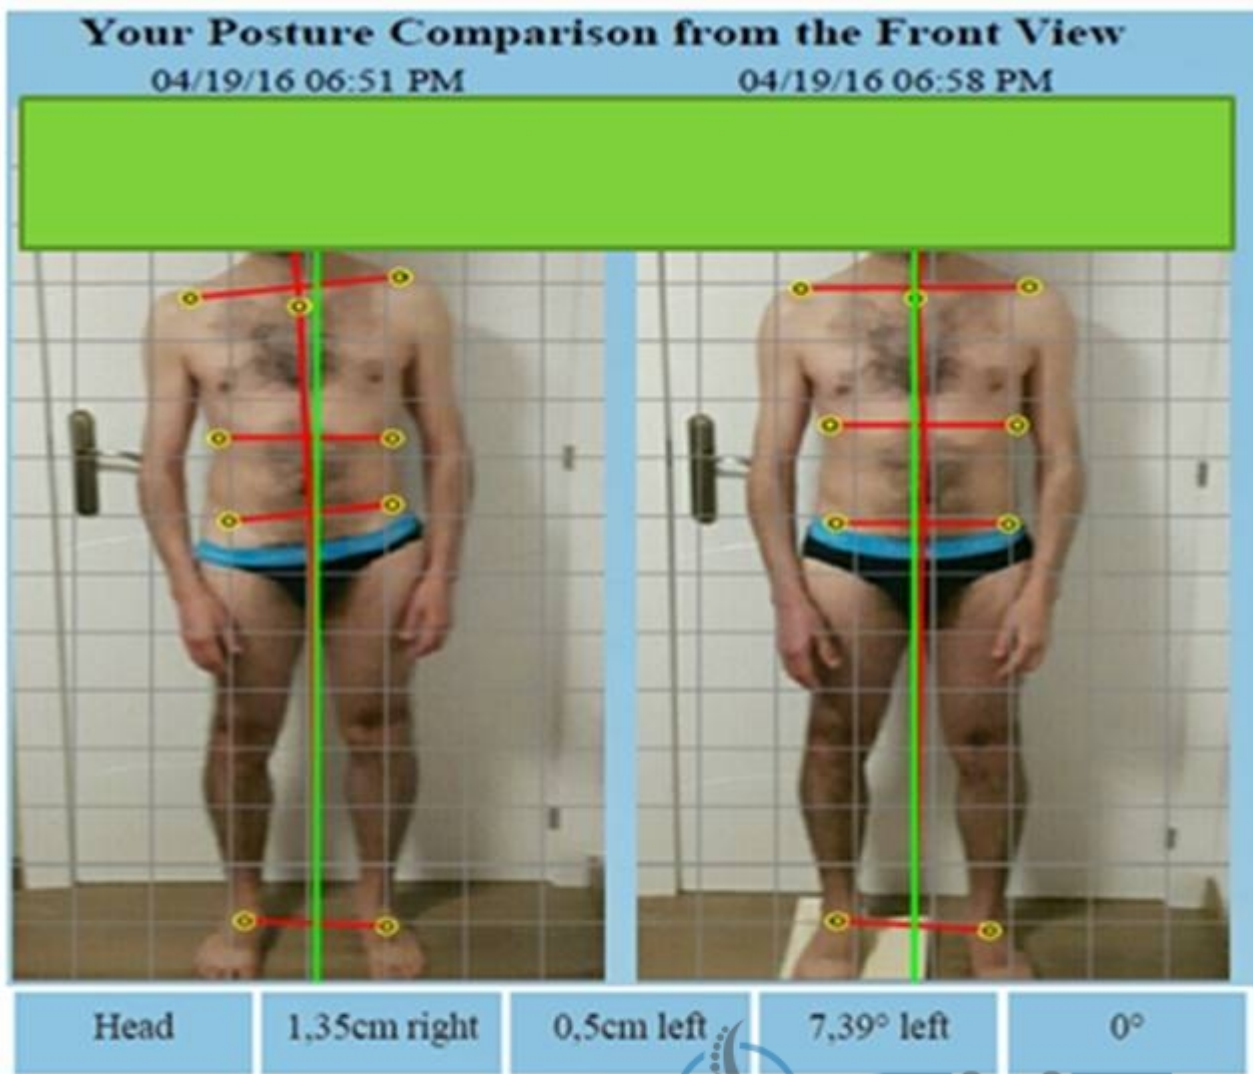 Your Posture Comparison from the Front View
04/19/16 06:51 PM 04/19/16 06:58 PM
Head 1,35cm right 0,5cm left 7,39° left 0°